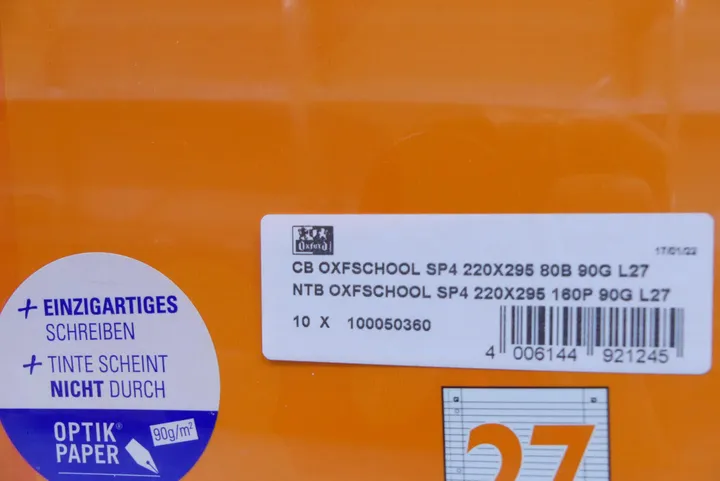 Oxford
17/01/22
CB OXFSCHOOL SP4 220X295 80B 90G L27
NTB OXFSCHOOL SP4 220X295 160P 90G L27
10 X 100050360
4 006144 921245
+ EINZIGARTIGES
SCHREIBEN
+ TINTE SCHEINT
NICHT DURCH
OPTIK®
PAPER
90g/m²
27